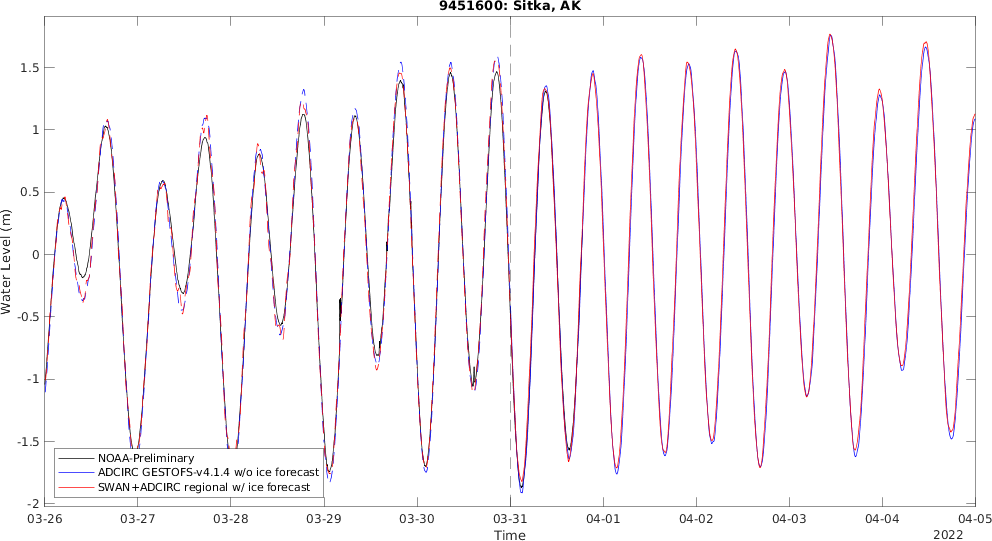 9451600: Sitka, AK
Water Level (m)
1.5
1
0.5
0
-0.5
-1
-1.5
-2
NOAA-Preliminary
ADCIRC GESTOFS-v4.1.4 w/o ice forecast
SWAN+ADCIRC regional w/ ice forecast
03-26 03-27 03-28 03-29 03-30 03-31 04-01 04-02 04-03 04-04 04-05
Time
2022